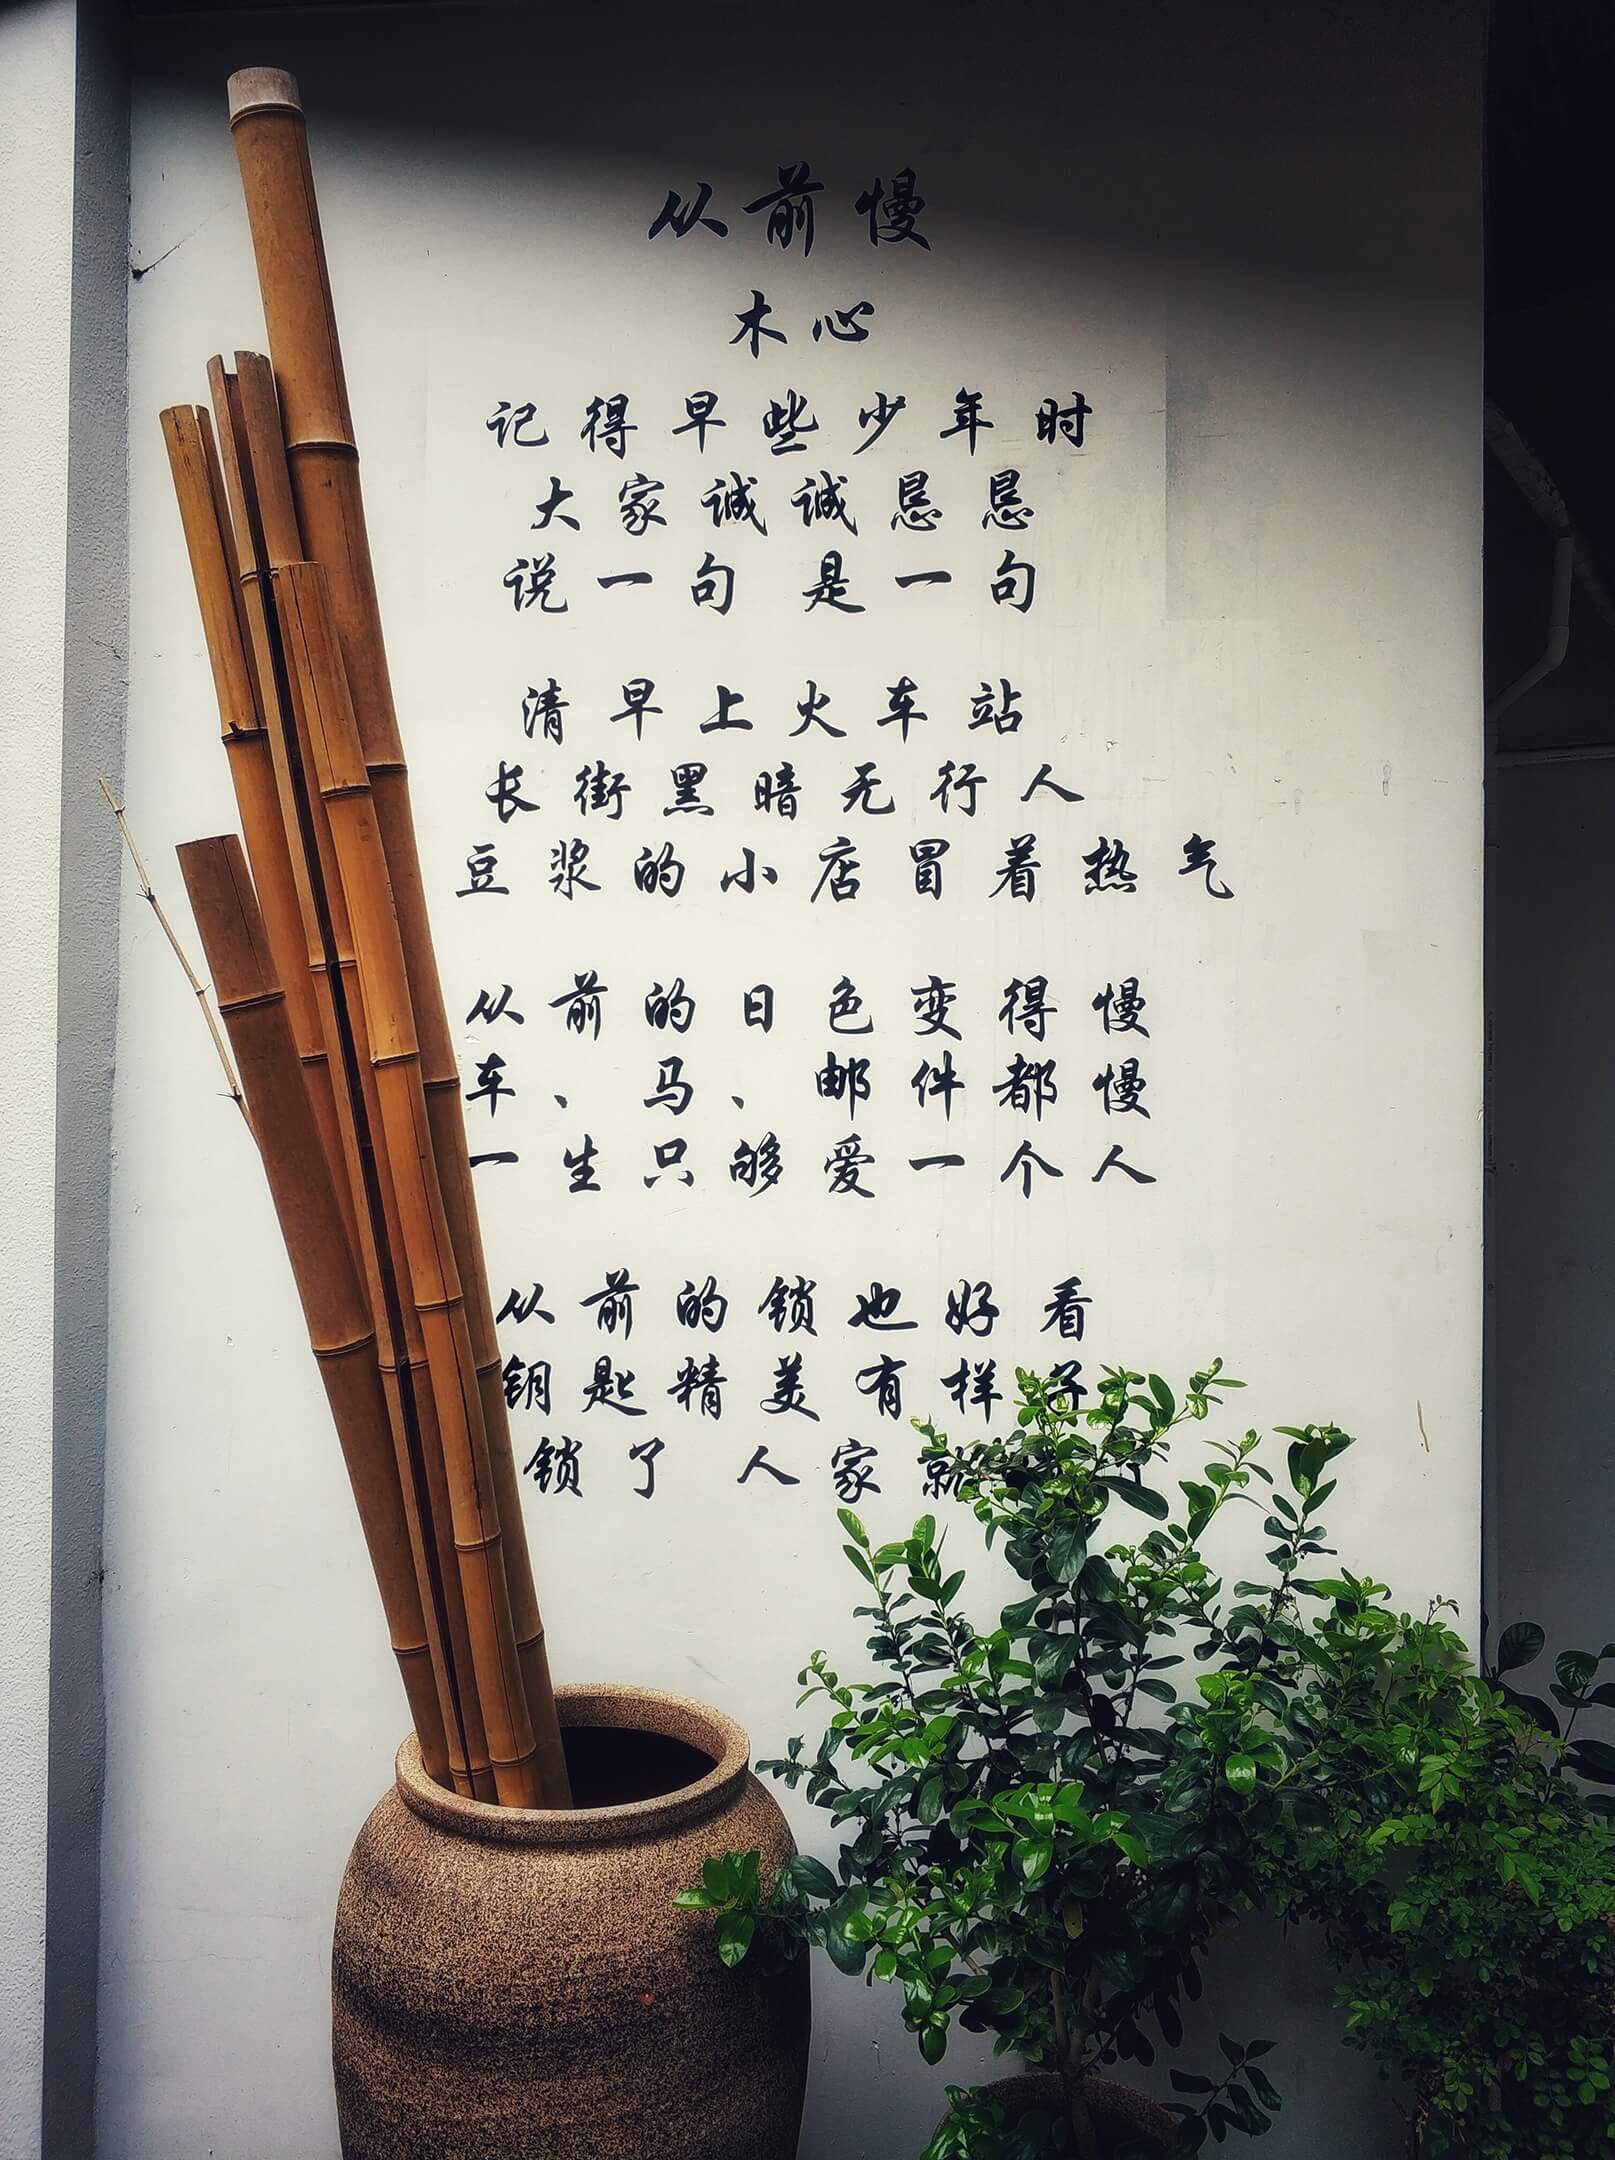 从前慢
木心
记得早些少年时
大家诚诚恳恳
说一句 是一句
清早上火车站
长街黑暗无行人
豆浆的小店冒着热气
从前的日色变得慢
车、马、邮件都慢
一生只够爱一个人
从前的锁也好看
钥匙精美有样子
锁了 人家就